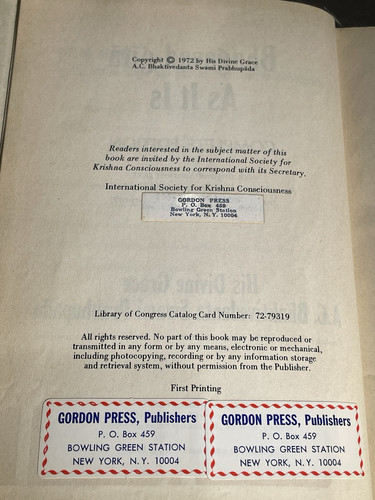 Copyright © 1972 by His Divine Grace
A.C. Bhaktivedanta Swami Prabhupāda
Readers interested in the subject matter of this
book are invited by the International Society for
Krishna Consciousness to correspond with its Secretary.
International Society for Krishna Consciousness
GORDON PRESS
P. O. Box 459
Bowling Green Station
New York, N. Y. 10004
Library of Congress Catalog Card Number: 72-79319
All rights reserved. No part of this book may be reproduced or
transmitted in any form or by any means, electronic or mechanical,
including photocopying, recording or by any information storage
and retrieval system, without permission from the Publisher.
First Printing
GORDON PRESS, Publishers
P. O. Box 459
BOWLING GREEN STATION
NEW YORK, N. Y. 10004
GORDON PRESS, Publishers
P. O. Box 459
BOWLING GREEN STATION
NEW YORK, N. Y. 10004